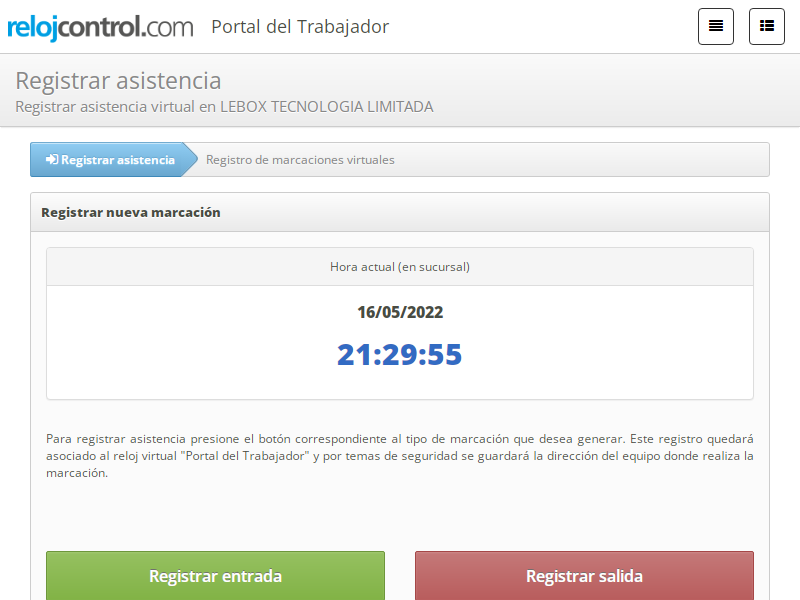 relojcontrol.com Portal del Trabajador
Registrar asistencia
Registrar asistencia virtual en LEBOX TECNOLOGIA LIMITADA
Registrar asistencia Registro de marcaciones virtuales
Registrar nueva marcación
Hora actual (en sucursal)
16/05/2022
21:29:55
Para registrar asistencia presione el botón correspondiente al tipo de marcación que desea generar. Este registro quedará
asociado al reloj virtual "Portal del Trabajador" y por temas de seguridad se guardará la dirección del equipo donde realiza la
marcación.
Registrar entrada Registrar salida